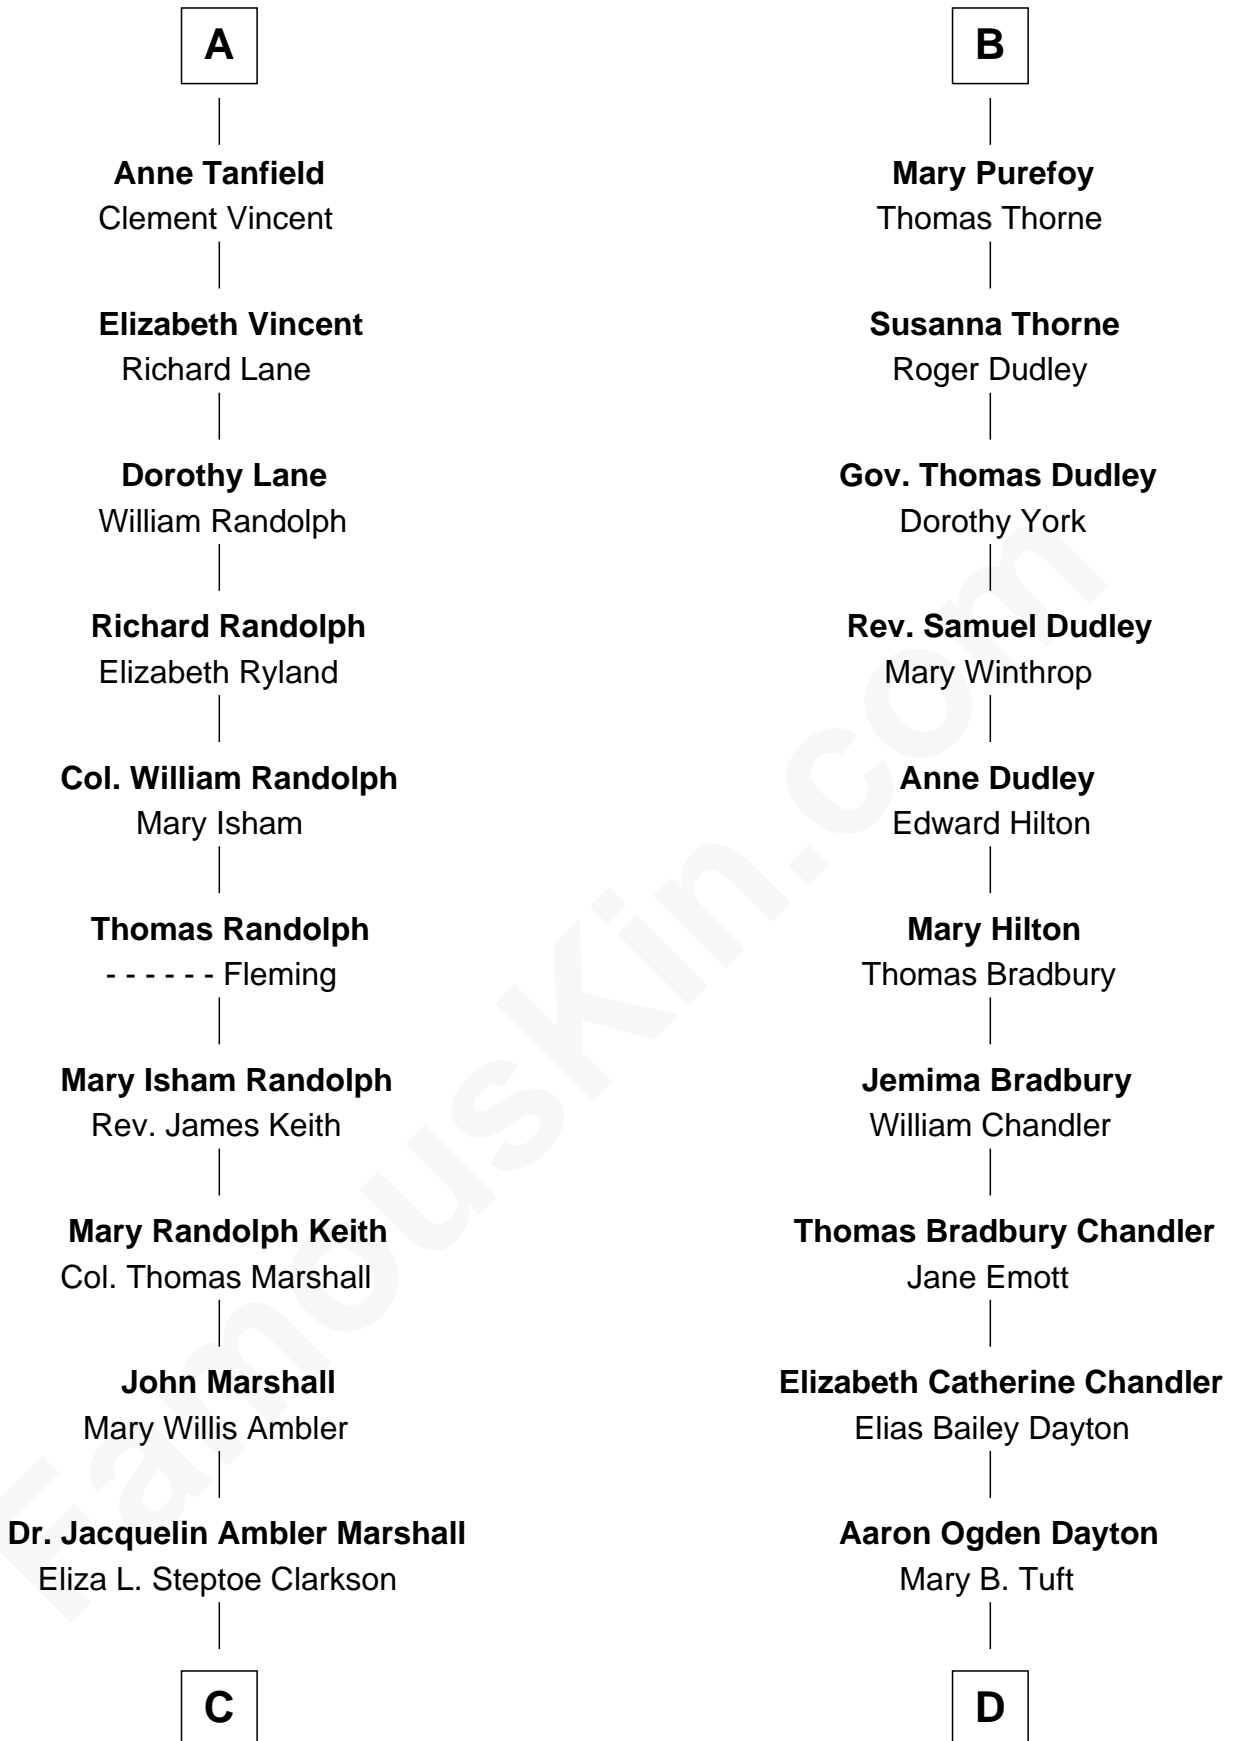 A
Anne Tanfield
Clement Vincent
Elizabeth Vincent
Richard Lane
Dorothy Lane
William Randolph
Richard Randolph
Elizabeth Ryland
Col. William Randolph
Mary Isham
Thomas Randolph
- - - - - - Fleming
Mary Isham Randolph
Rev. James Keith
Mary Randolph Keith
Col. Thomas Marshall
John Marshall
Mary Willis Ambler
Dr. Jacquelin Ambler Marshall
Eliza L. Steptoe Clarkson
C
B
Mary Purefoy
Thomas Thorne
Susanna Thorne
Roger Dudley
Gov. Thomas Dudley
Dorothy York
Rev. Samuel Dudley
Mary Winthrop
Anne Dudley
Edward Hilton
Mary Hilton
Thomas Bradbury
Jemima Bradbury
William Chandler
Thomas Bradbury Chandler
Jane Emott
Elizabeth Catherine Chandler
Elias Bailey Dayton
Aaron Ogden Dayton
Mary B. Tuft
D
FamousKin.com